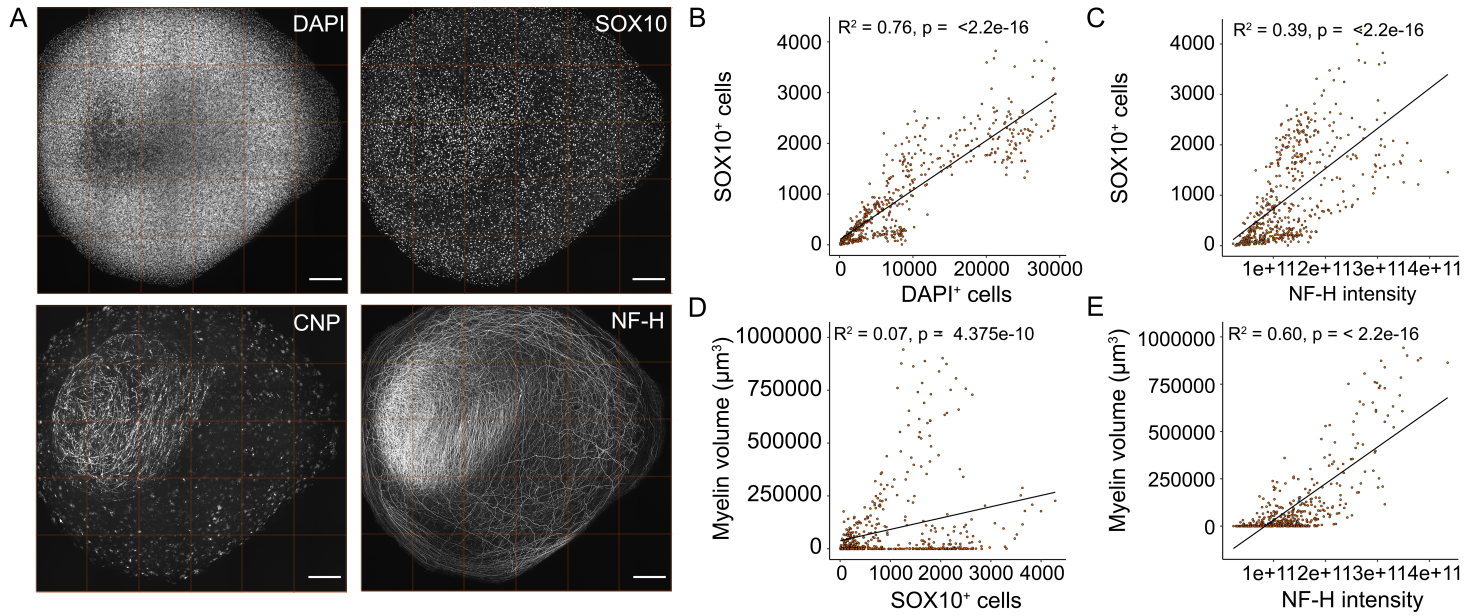 A
DAPI
SOX10
CNP
NF-H
B
R² = 0.76, p = <2.2e-16
SOX10⁺ cells
4000
3000
2000
1000
0
0 10000 20000 30000
DAPI⁺ cells
C
R² = 0.39, p = <2.2e-16
SOX10⁺ cells
4000
3000
2000
1000
0
1e+112e+113e+114e+11
NF-H intensity
D
R² = 0.07, p = 4.375e-10
Myelin volume (µm³)
1000000
750000
500000
250000
0
0 1000 2000 3000 4000
SOX10⁺ cells
E
R² = 0.60, p = < 2.2e-16
Myelin volume (µm³)
1000000
750000
500000
250000
0
1e+112e+113e+114e+11
NF-H intensity